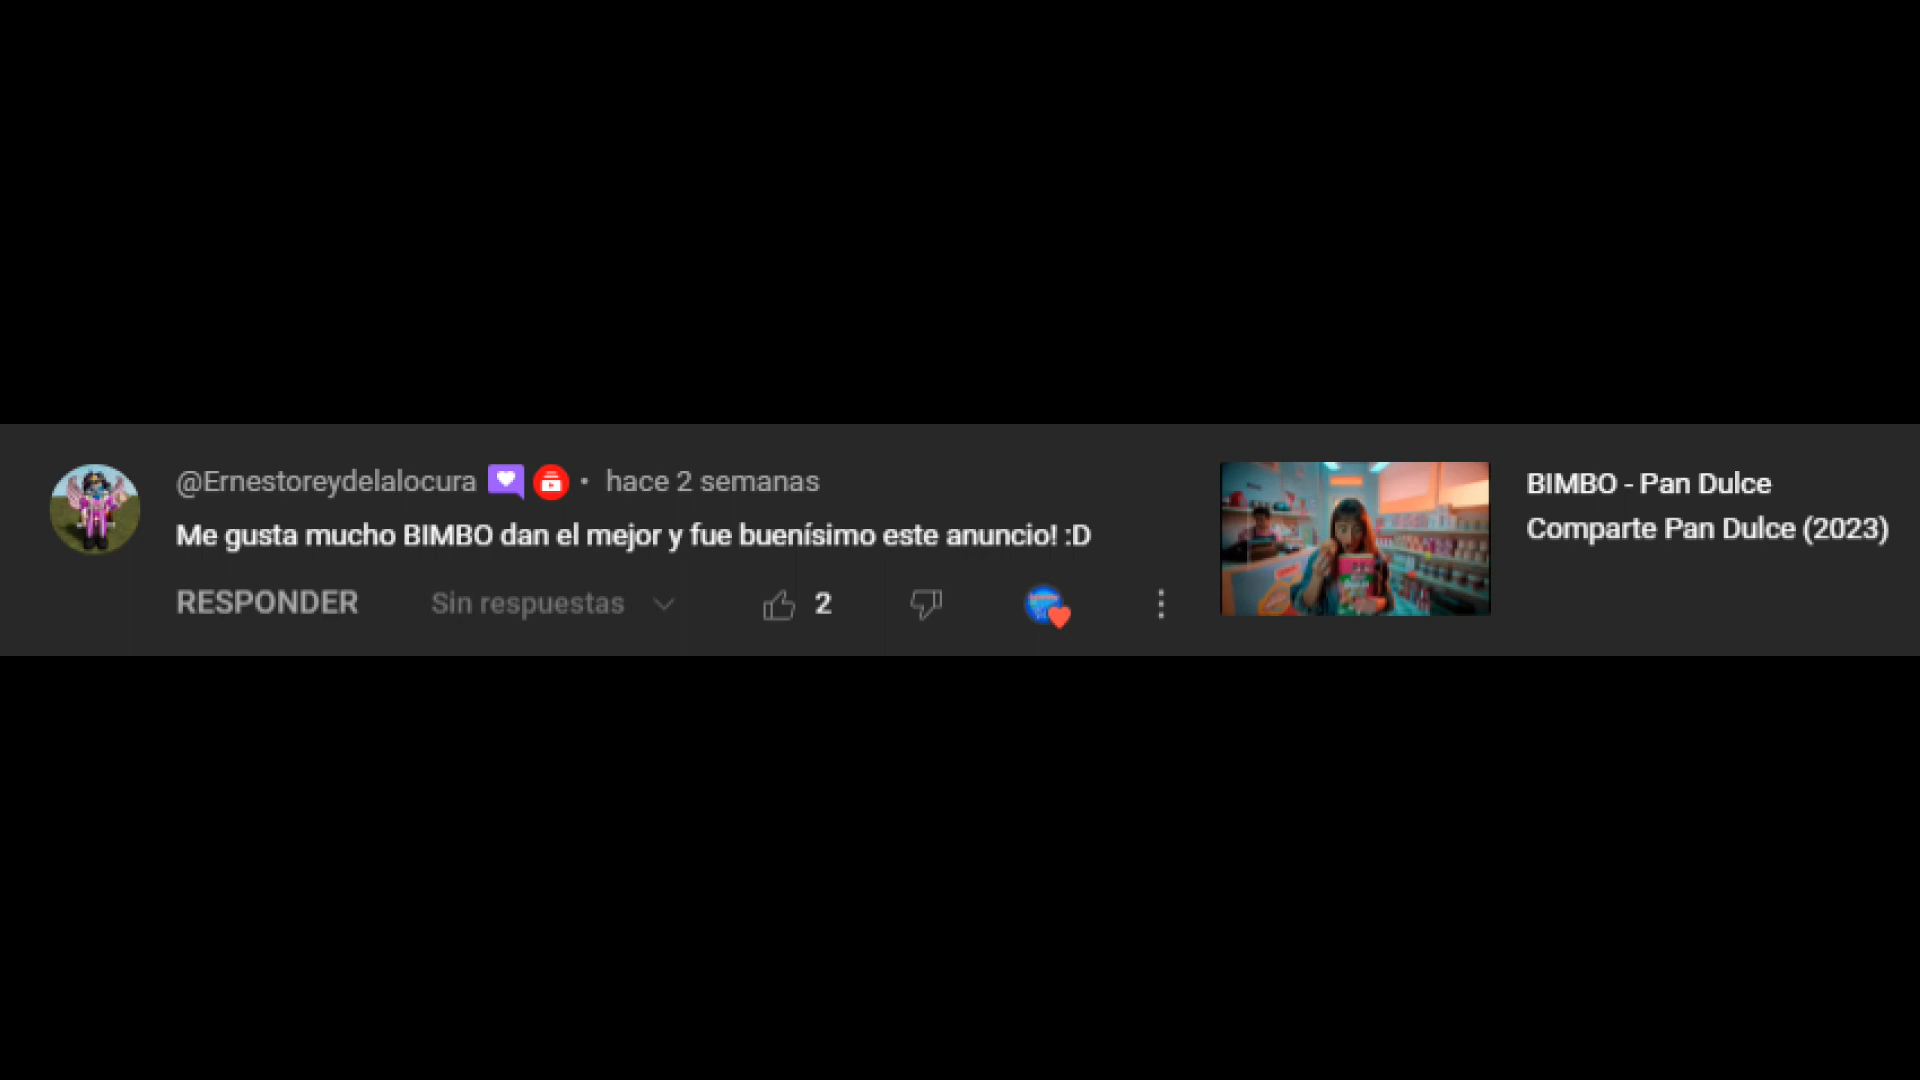 @Ernestoreydelalocura • hace 2 semanas
Me gusta mucho BIMBO dan el mejor y fue buenísimo este anuncio! :D
RESPONDER Sin respuestas 2
BIMBO - Pan Dulce
Comparte Pan Dulce (2023)